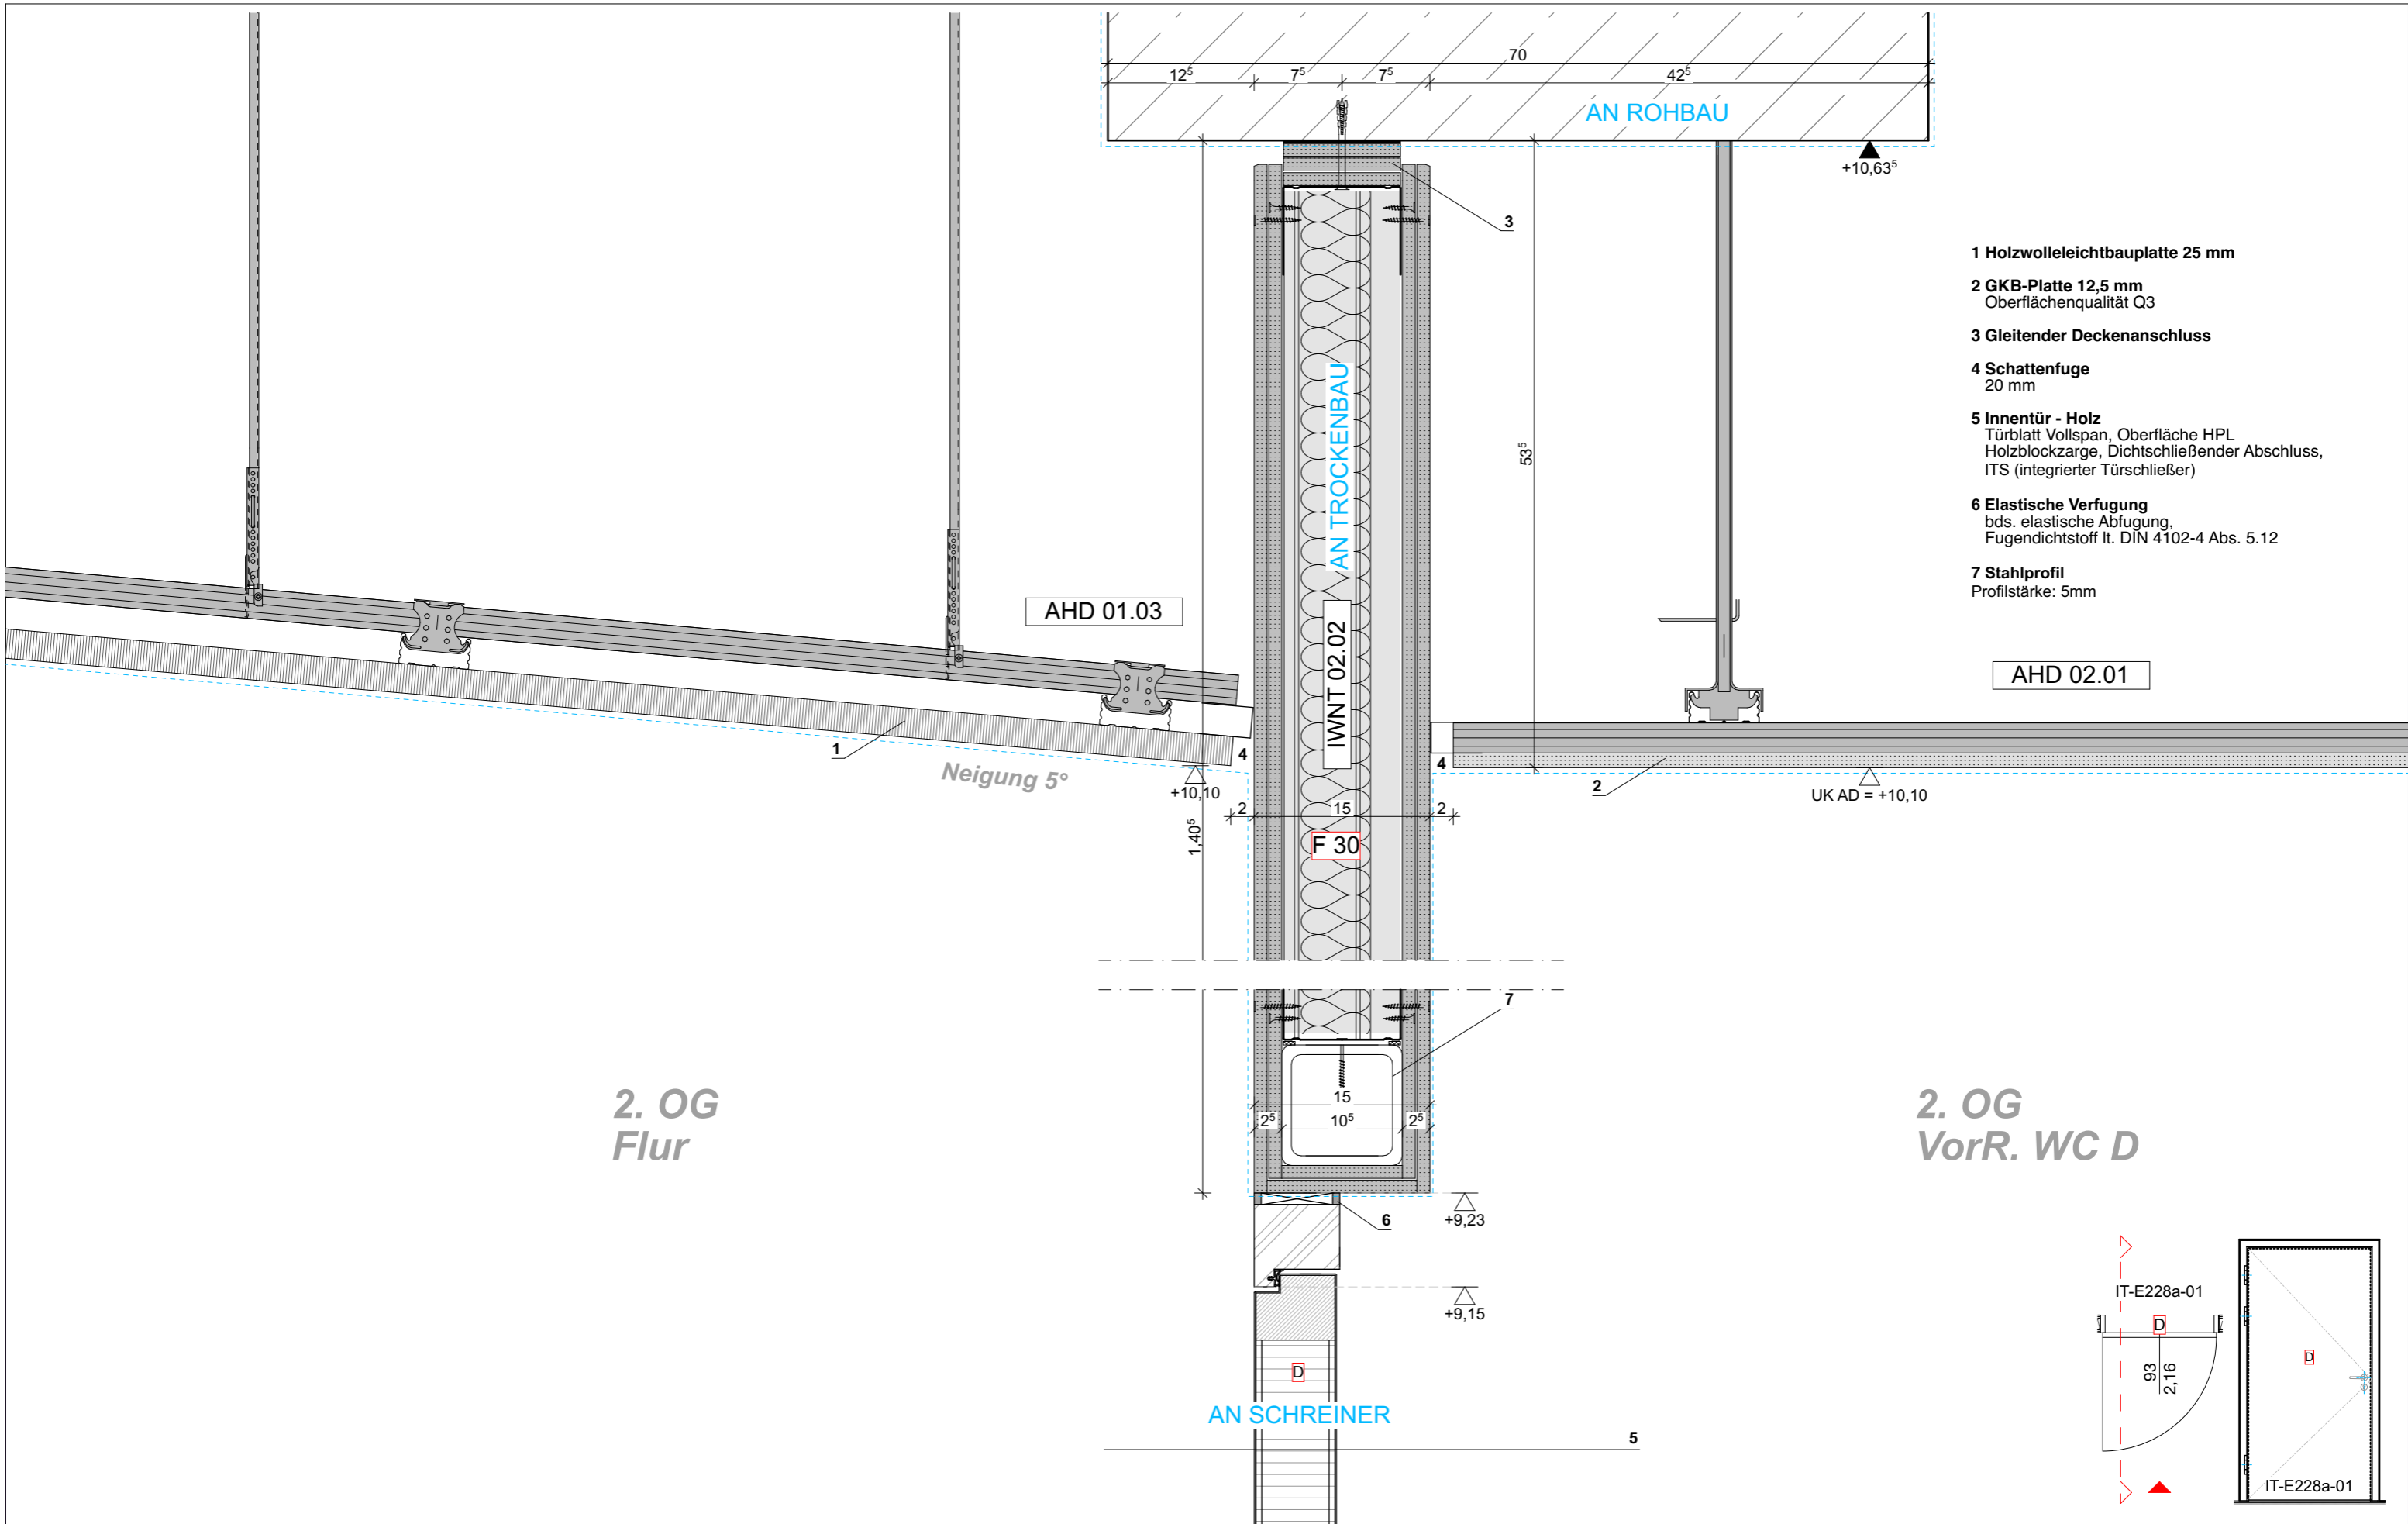 70
12⁵
7⁵
7⁵
42⁵
AN ROHBAU
+10,63⁵
3
1 Holzwolleleichtbauplatte 25 mm
2 GKB-Platte 12,5 mm
Oberflächenqualität Q3
3 Gleitender Deckenanschluss
4 Schattenfuge
20 mm
5 Innentür - Holz
Türblatt Vollspan, Oberfläche HPL
Holzblockzarge, Dichtschließender Abschluss,
ITS (integrierter Türschließer)
6 Elastische Verfugung
bds. elastische Abfugung,
Fugendichtstoff lt. DIN 4102-4 Abs. 5.12
7 Stahlprofil
Profilstärke: 5mm
AN TROCKENBAU
53⁵
AHD 01.03
IWNT 02.02
AHD 02.01
1
4
4
Neigung 5°
+10,10
2
UK AD = +10,10
2
15
2
1,40⁵
F 30
7
2. OG
Flur
15
2⁵
10⁵
2⁵
2. OG
VorR. WC D
6
+9,23
+9,15
D
AN SCHREINER
5
IT-E228a-01
D
93
2,16
D
IT-E228a-01